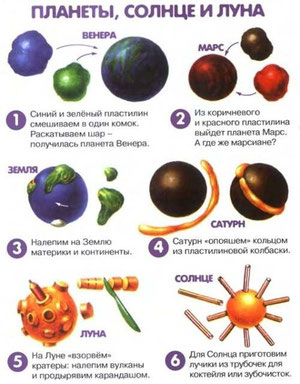 ПЛАНЕТЫ, СОЛНЦЕ И ЛУНА
ВЕНЕРА
МАРС
1 Синий и зелёный пластилин
смешиваем в один комок.
Раскатываем шар –
получилась планета Венера.
2 Из коричневого
и красного пластилина
выйдет планета Марс.
А где же марсиане?
ЗЕМЛЯ
САТУРН
3 Налепим на Землю
материки и континенты.
4 Сатурн «опояшем» кольцом
из пластилиновой колбаски.
ЛУНА
СОЛНЦЕ
5 На Луне «взорвём»
кратеры: налепим вулканы
и продырявим карандашом.
6 Для Солнца приготовим
лучики из трубочек для
коктейля или зубочисток.